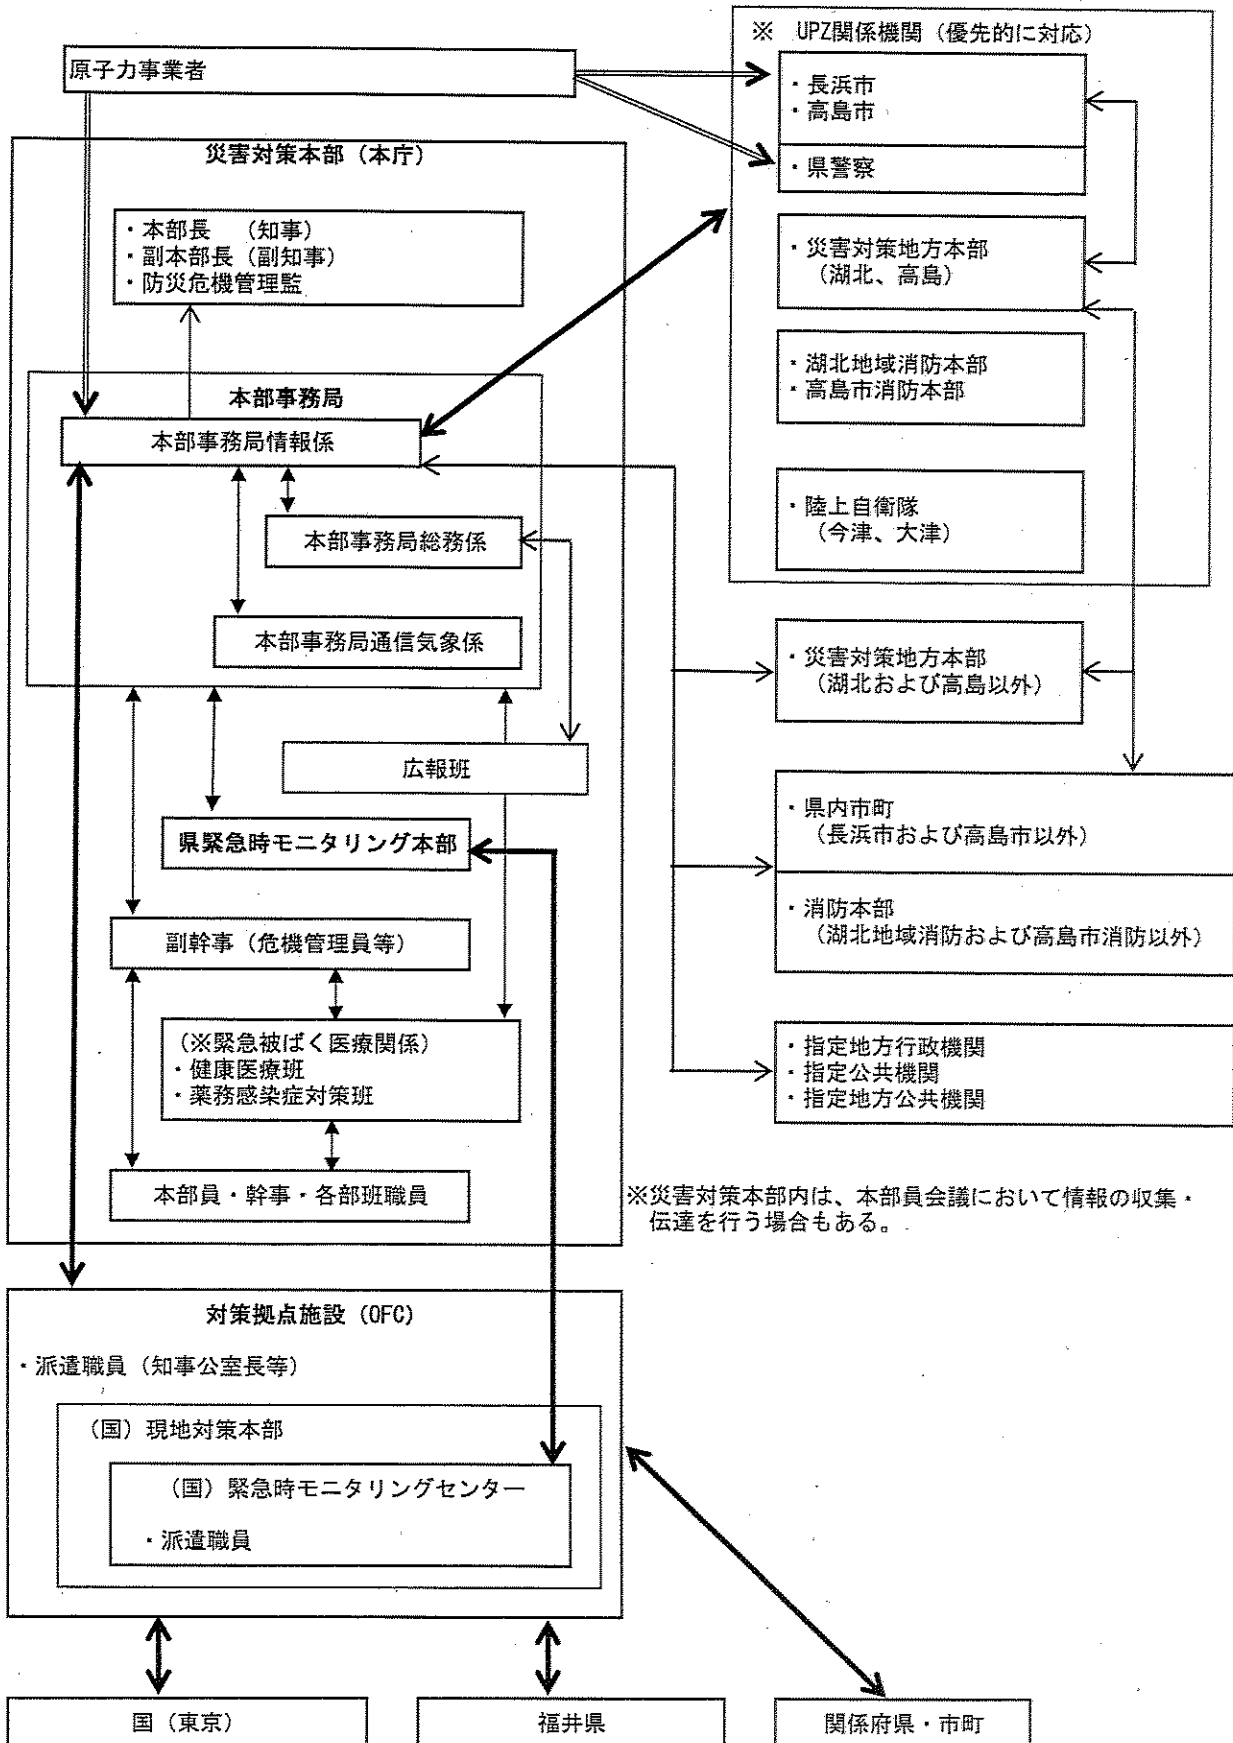 原子力事業者
災害対策本部（本庁）
・本部長　（知事）
・副本部長（副知事）
・防災危機管理監
本部事務局
本部事務局情報係
本部事務局総務係
本部事務局通信気象係
広報班
県緊急時モニタリング本部
副幹事（危機管理員等）
（※緊急被ばく医療関係）
・健康医療班
・薬務感染症対策班
本部員・幹事・各部班職員
※　UPZ関係機関（優先的に対応）
・長浜市
・高島市
・県警察
・災害対策地方本部
（湖北、高島）
・湖北地域消防本部
・高島市消防本部
・陸上自衛隊
（今津、大津）
・災害対策地方本部
（湖北および高島以外）
・県内市町
（長浜市および高島市以外）
・消防本部
（湖北地域消防および高島市消防以外）
・指定地方行政機関
・指定公共機関
・指定地方公共機関
※災害対策本部内は、本部員会議において情報の収集・
伝達を行う場合もある。
対策拠点施設（OFC）
・派遣職員（知事公室長等）
（国）現地対策本部
（国）緊急時モニタリングセンター
・派遣職員
国（東京）
福井県
関係府県・市町